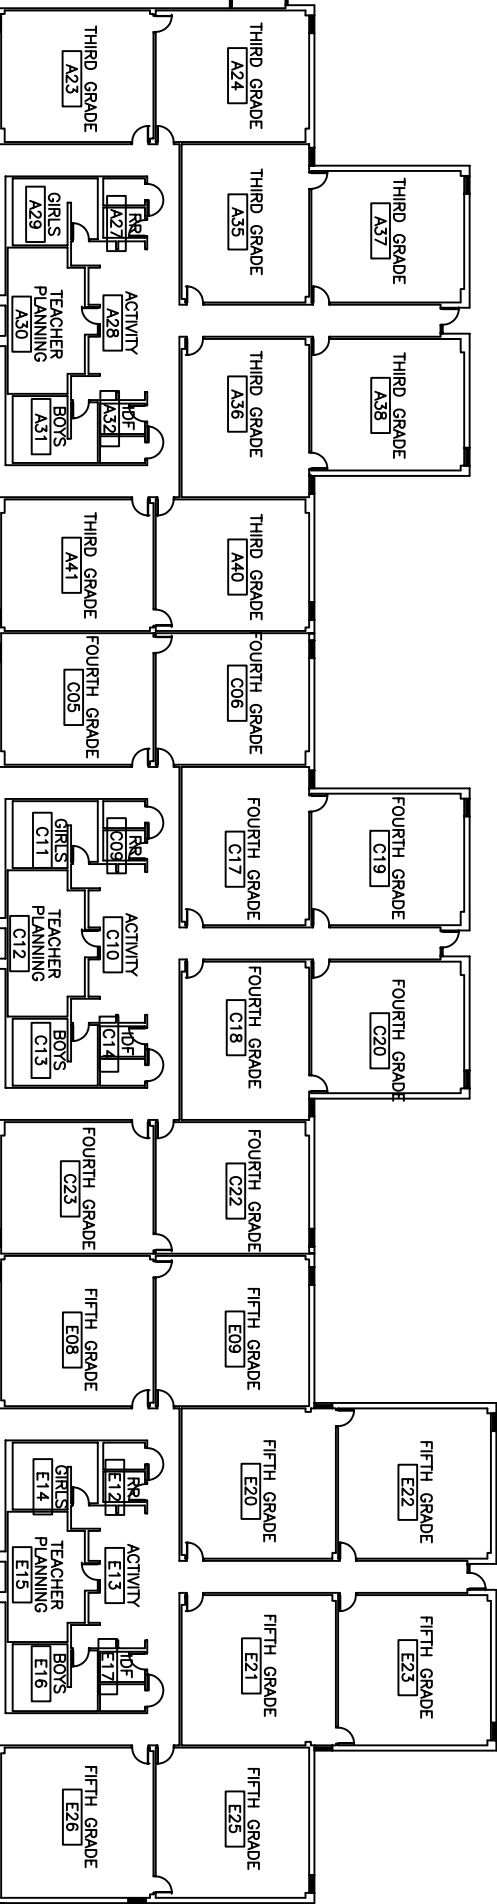 THIRD GRADE
A23
THIRD GRADE
A24
THIRD GRADE
A35
THIRD GRADE
A37
GIRLS
A29
RR
A27
TEACHER
PLANNING
A30
ACTIVITY
A28
BOYS
A31
IDF
A32
THIRD GRADE
A36
THIRD GRADE
A38
THIRD GRADE
A41
THIRD GRADE
A40
FOURTH GRADE
C05
FOURTH GRADE
C06
FOURTH GRADE
C17
FOURTH GRADE
C19
GIRLS
C11
RR
C09
TEACHER
PLANNING
C12
ACTIVITY
C10
BOYS
C13
IDF
C14
FOURTH GRADE
C18
FOURTH GRADE
C20
FOURTH GRADE
C23
FOURTH GRADE
C22
FIFTH GRADE
E08
FIFTH GRADE
E09
FIFTH GRADE
E20
FIFTH GRADE
E22
GIRLS
E14
RR
E12
TEACHER
PLANNING
E15
ACTIVITY
E13
BOYS
E16
IDF
E17
FIFTH GRADE
E21
FIFTH GRADE
E23
FIFTH GRADE
E26
FIFTH GRADE
E25